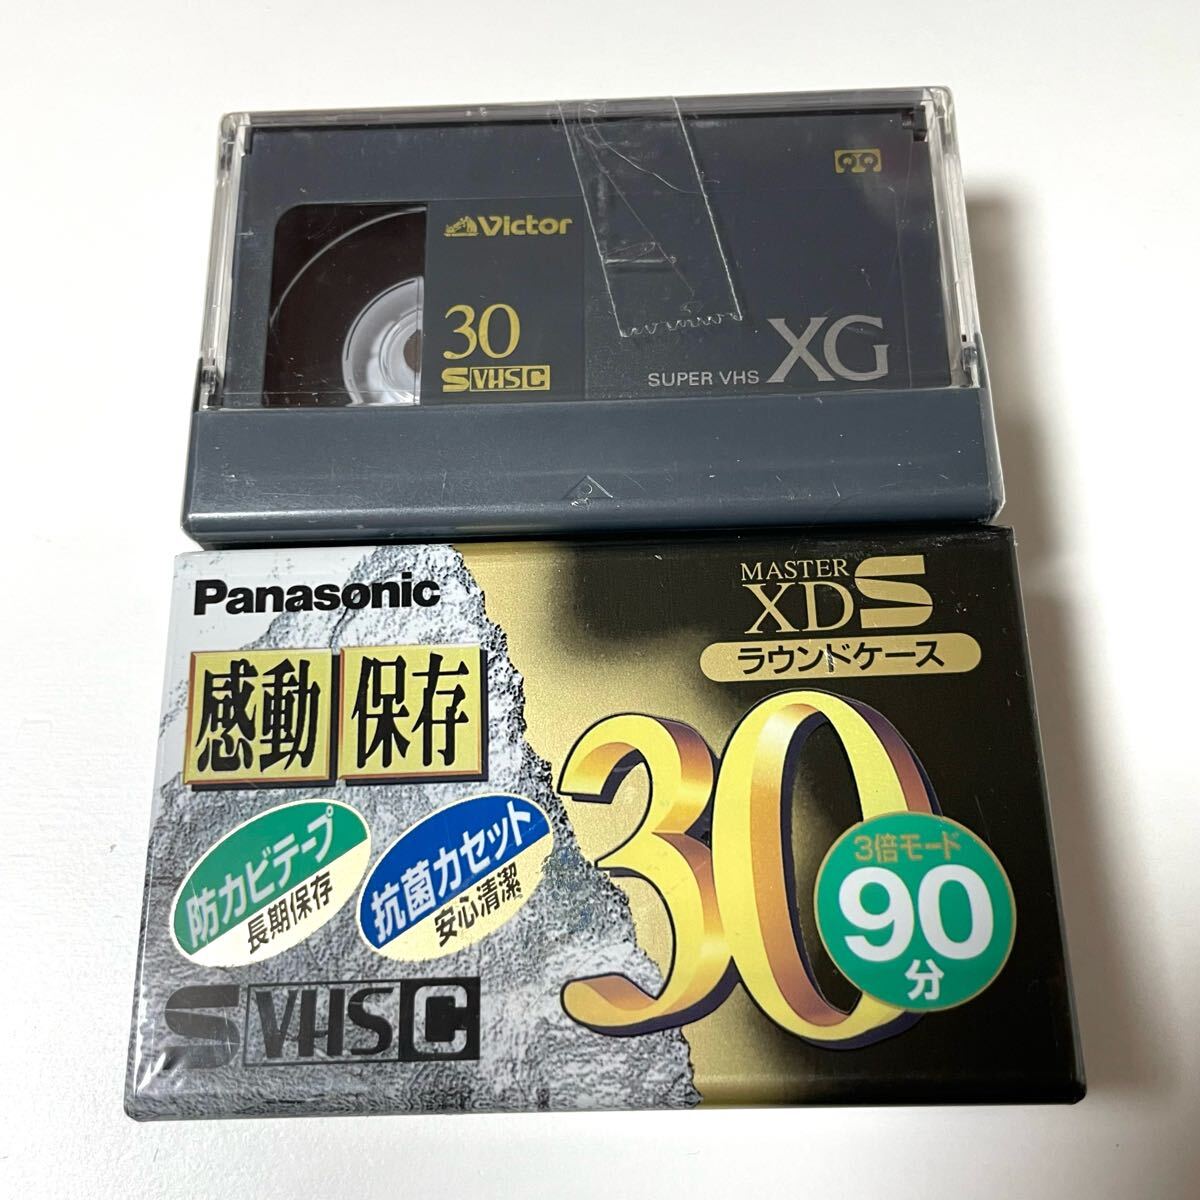 Victor
30
S VHS C
SUPER VHS XG
Panasonic
MASTER
XD S
ラウンドケース
感動 保存
30
防カビテープ
長期保存
抗菌カセット
安心清潔
3倍モード
90
分
S VHS C